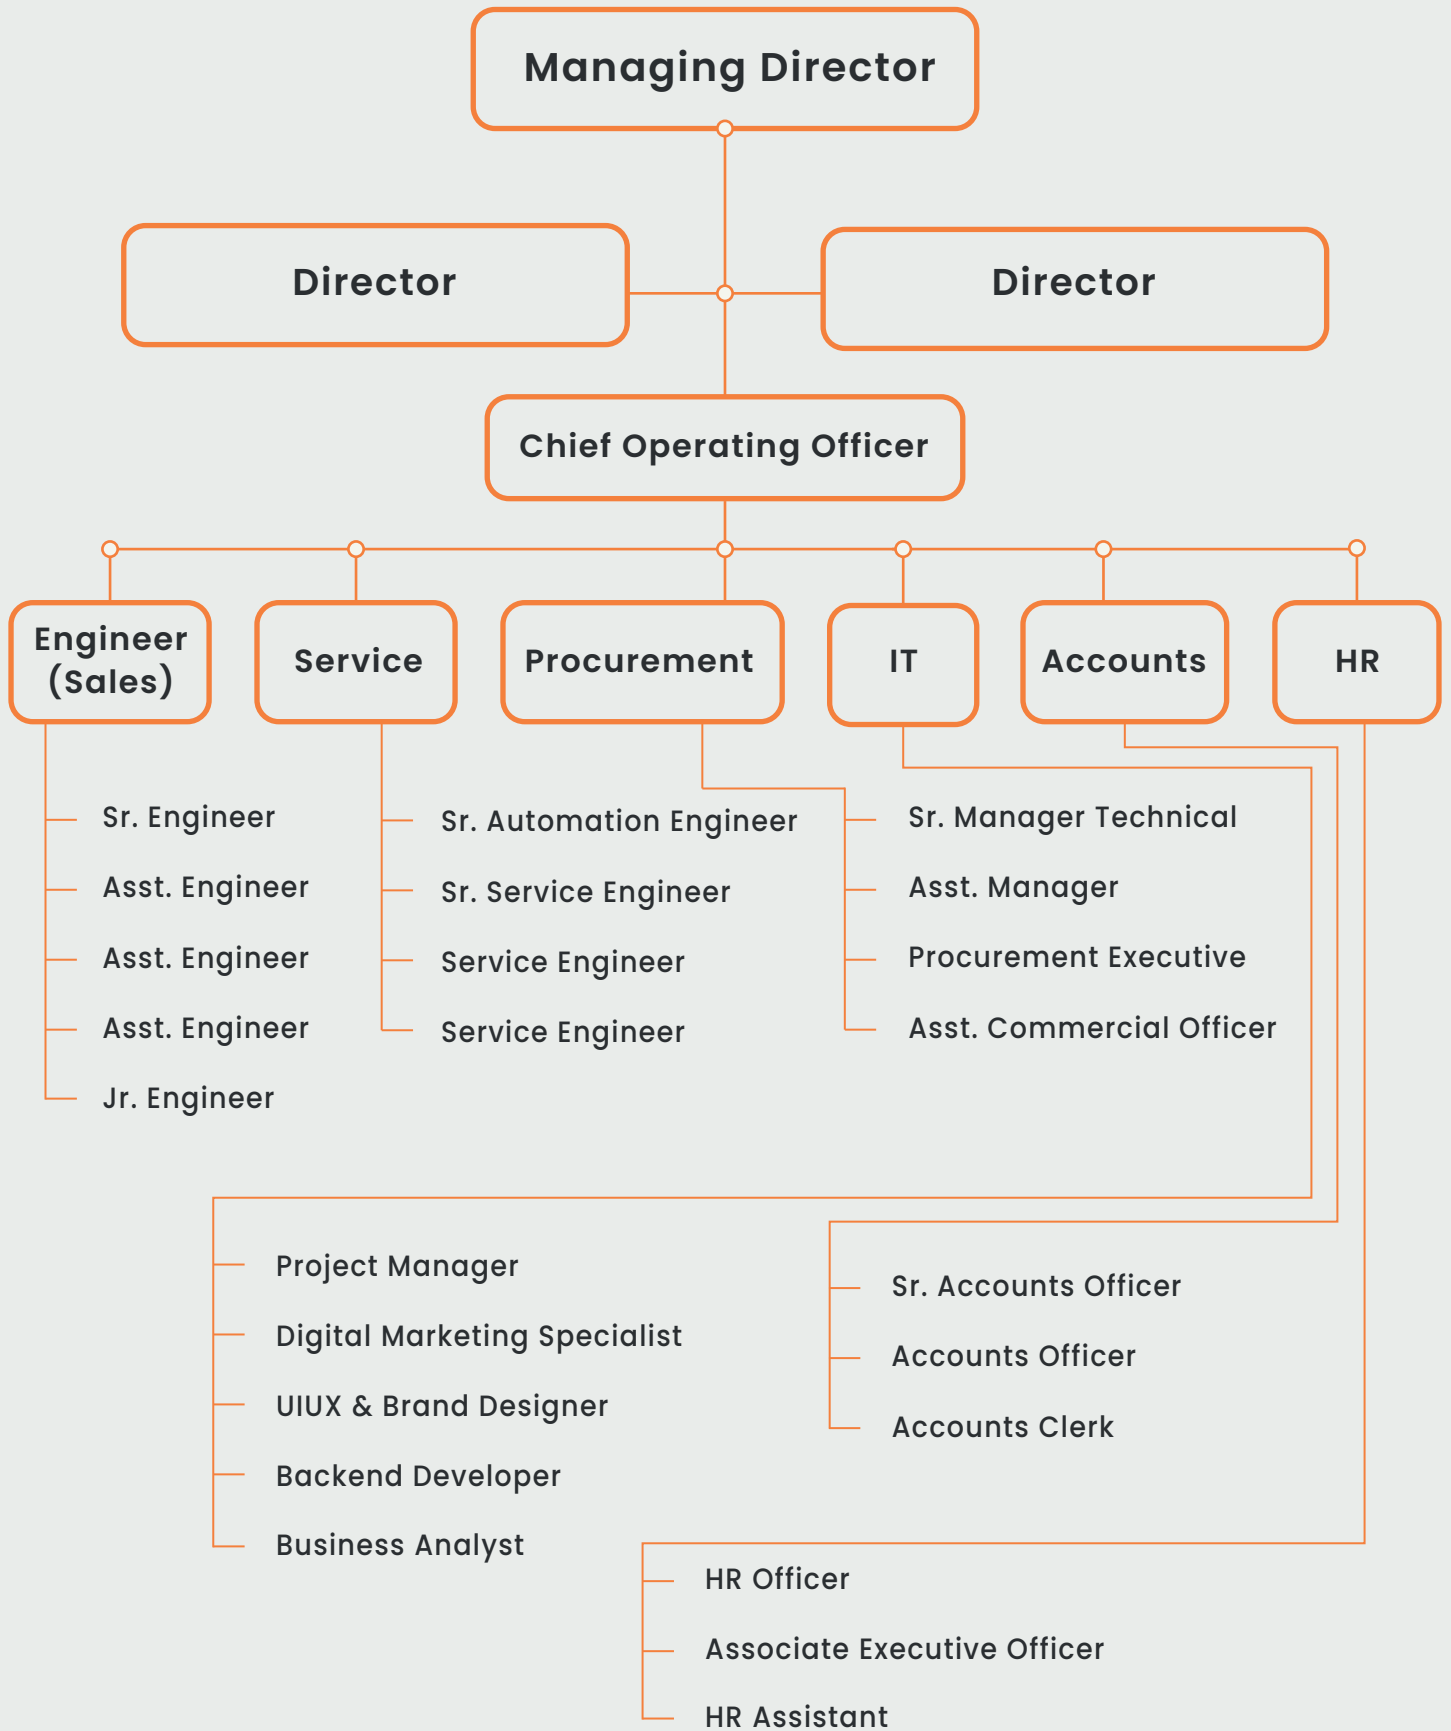 Managing Director
Director
Director
Chief Operating Officer
Engineer
(Sales)
Service
Procurement
IT
Accounts
HR
Sr. Engineer
Asst. Engineer
Asst. Engineer
Asst. Engineer
Jr. Engineer
Sr. Automation Engineer
Sr. Service Engineer
Service Engineer
Service Engineer
Sr. Manager Technical
Asst. Manager
Procurement Executive
Asst. Commercial Officer
Project Manager
Digital Marketing Specialist
UIUX & Brand Designer
Backend Developer
Business Analyst
Sr. Accounts Officer
Accounts Officer
Accounts Clerk
HR Officer
Associate Executive Officer
HR Assistant